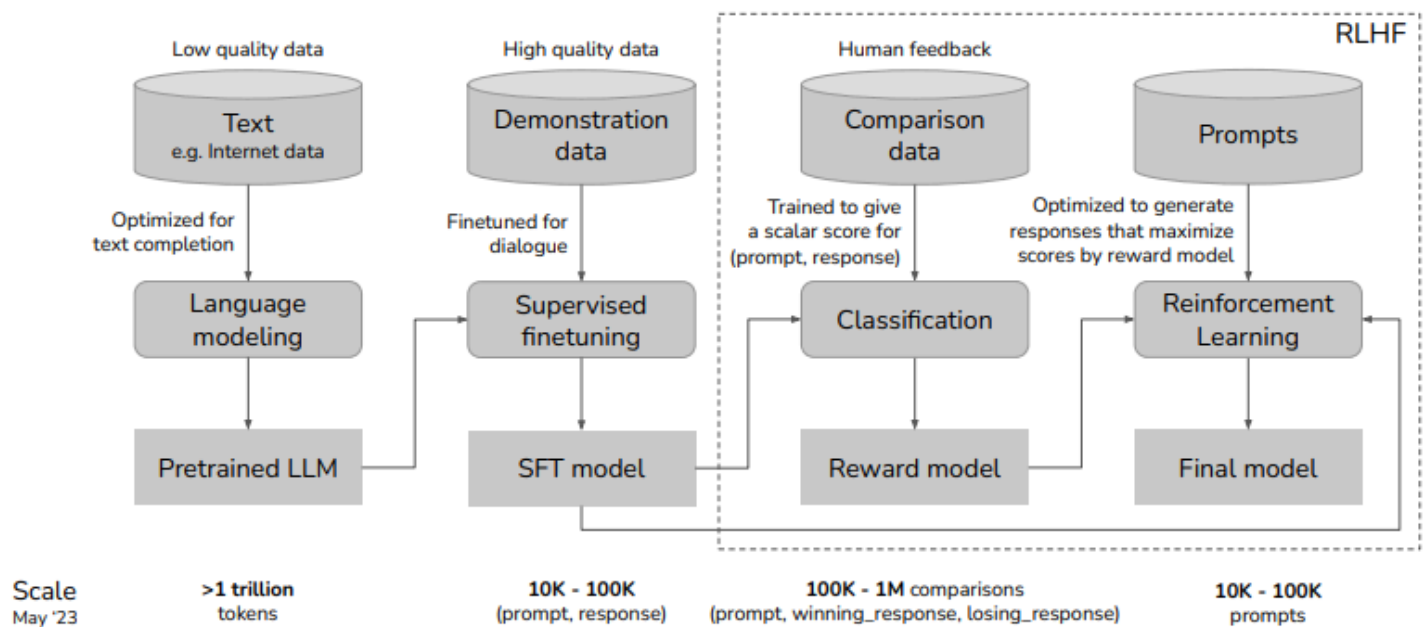 RLHF
Low quality data
High quality data
Human feedback
Text
e.g. Internet data
Demonstration
data
Comparison
data
Prompts
Optimized for
text completion
Finetuned for
dialogue
Trained to give
a scalar score for
(prompt, response)
Optimized to generate
responses that maximize
scores by reward model
Language
modeling
Supervised
finetuning
Classification
Reinforcement
Learning
Pretrained LLM
SFT model
Reward model
Final model
Scale
May '23
>1 trillion
tokens
10K - 100K
(prompt, response)
100K - 1M comparisons
(prompt, winning_response, losing_response)
10K - 100K
prompts